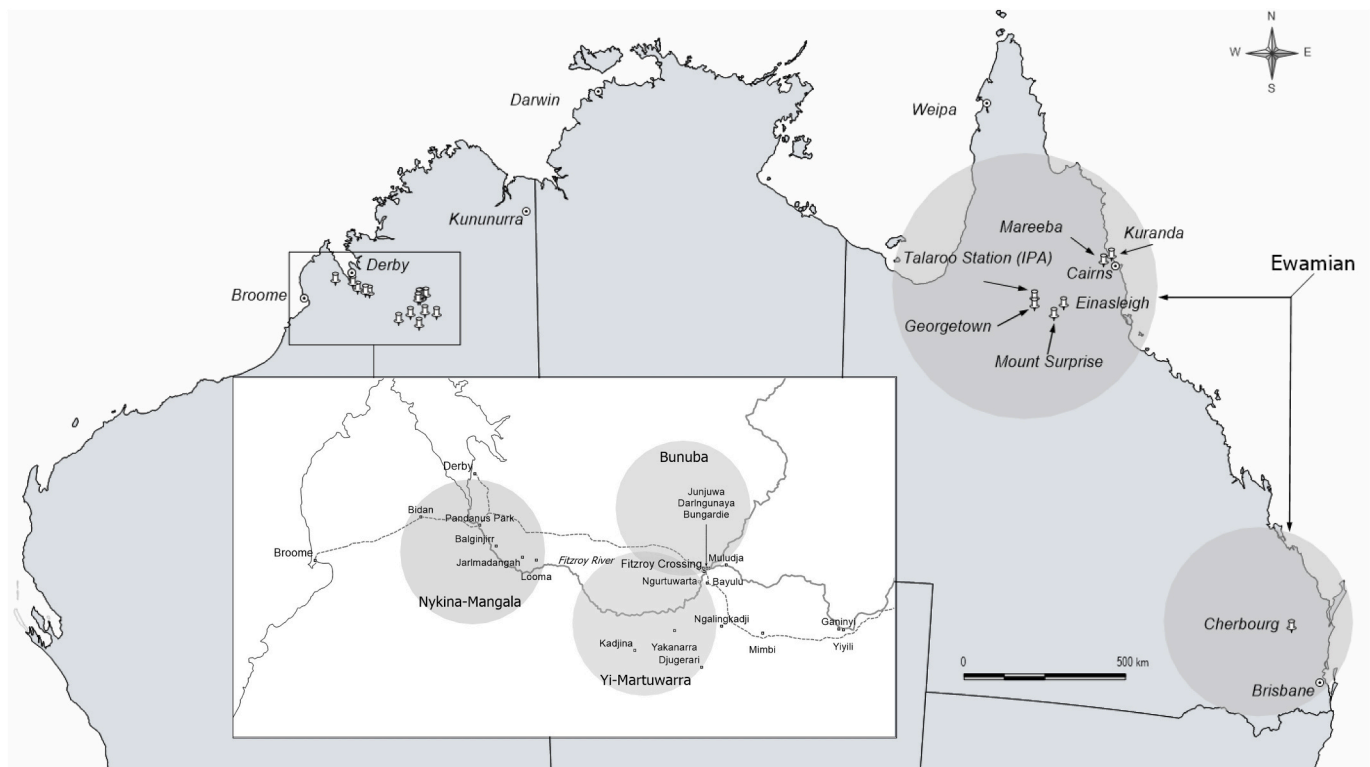 N
W E
S
Darwin
Weipa
Kununurra
Mareeba
Kuranda
Talaroo Station (IPA)
Cairns
Ewamian
Derby
Broome
Einasleigh
Georgetown
Mount Surprise
Bunuba
Derby
Junjuwa
Darlngunaya
Bungardie
Bidan
Pandanus Park
Balginjirr
Broome
Jarlmadangah
Looma
Fitzroy River
Fitzroy Crossing
Muludja
Ngurtuwarta
Bayulu
Nykina-Mangala
Ngalingkadji
Ganinyi
Kadjina
Yakanarra
Mimbi
Yiyili
Djugerari
Yi-Martuwarra
Cherbourg
0 500 km
Brisbane